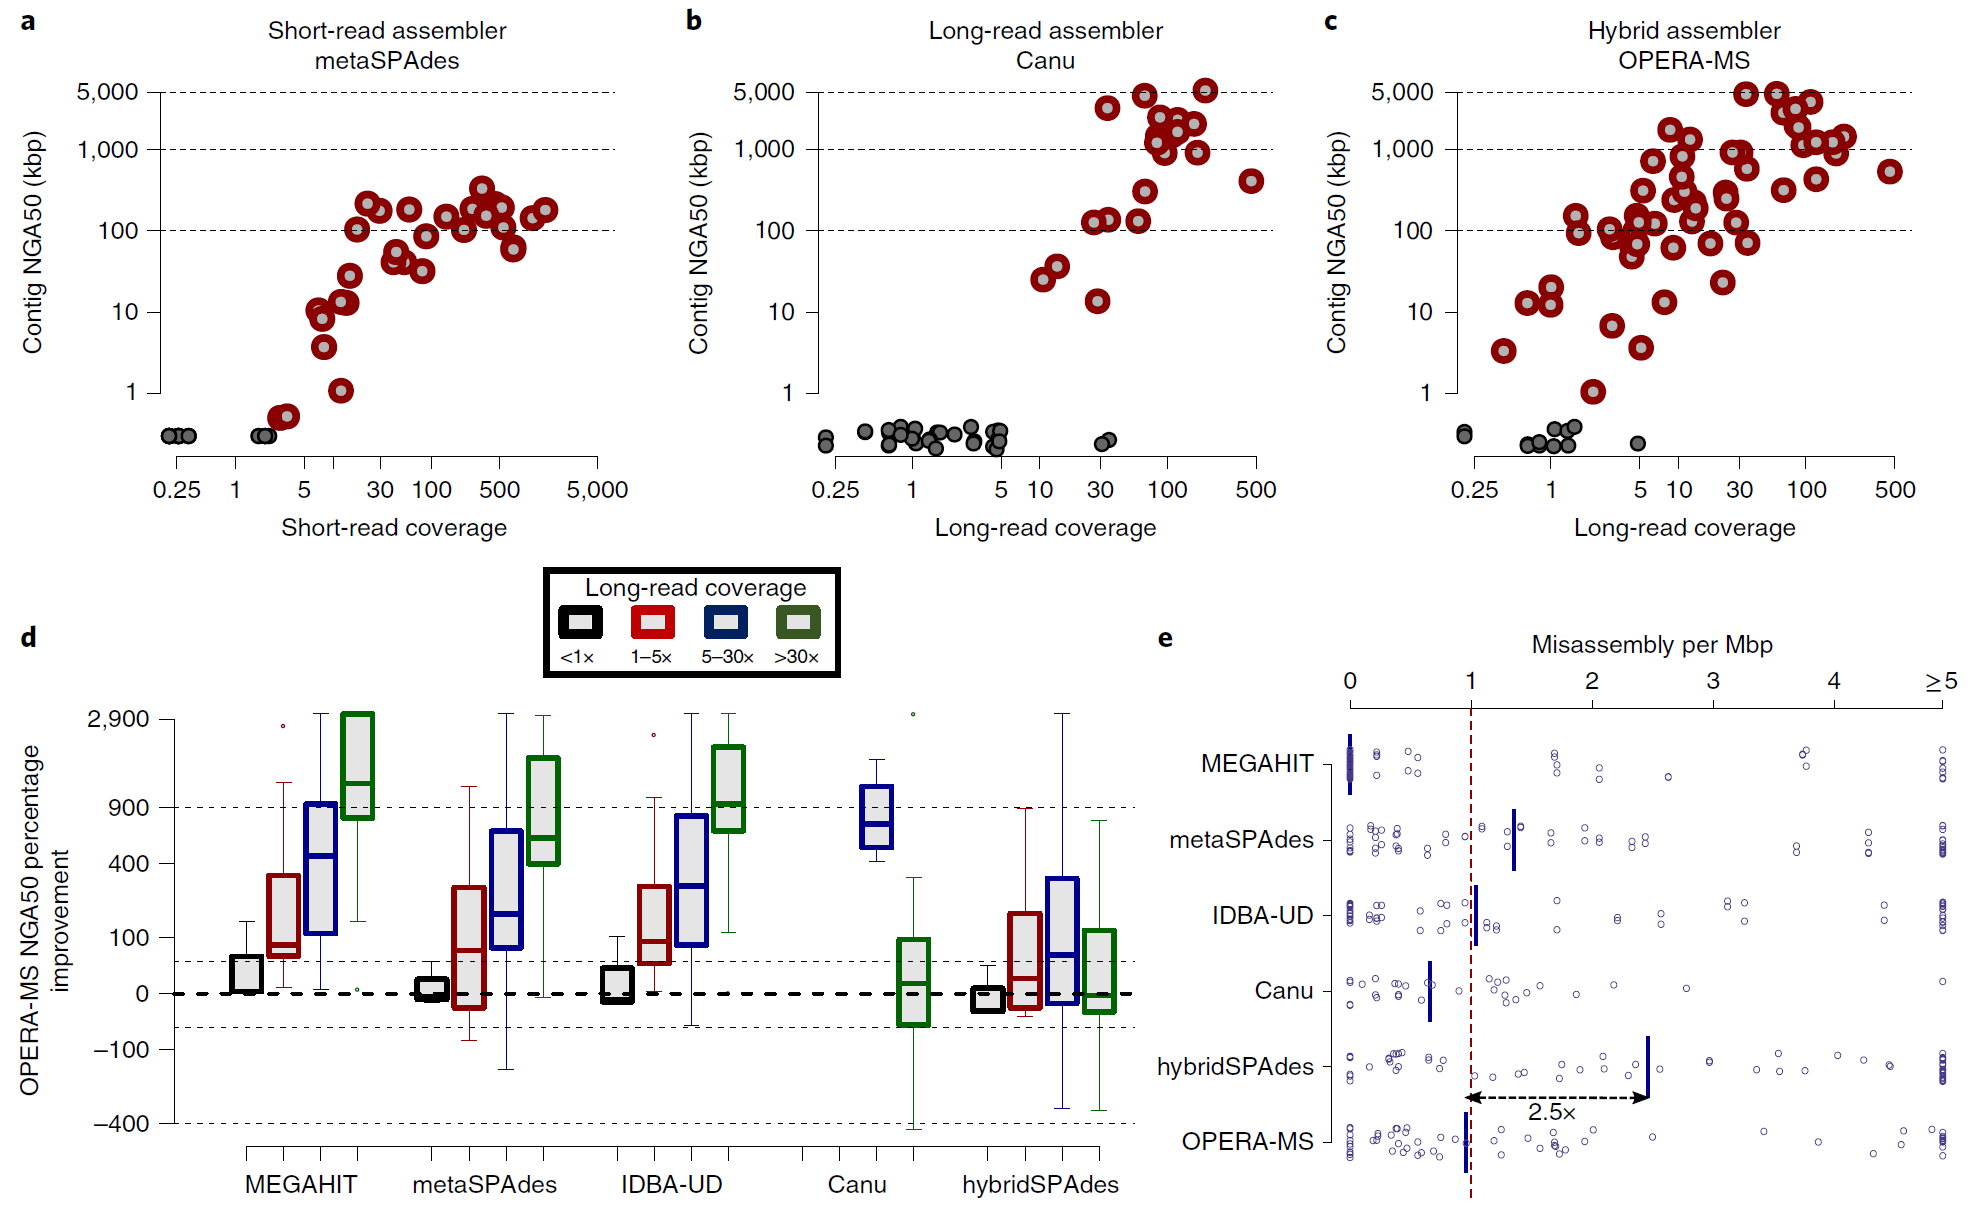 a
Short-read assembler
metaSPAdes
Contig NGA50 (kbp)
5,000
1,000
100
10
1
0.25 1 5 30 100 500 5,000
Short-read coverage
b
Long-read assembler
Canu
Contig NGA50 (kbp)
5,000
1,000
100
10
1
0.25 1 5 10 30 100 500
Long-read coverage
c
Hybrid assembler
OPERA-MS
Contig NGA50 (kbp)
5,000
1,000
100
10
1
0.25 1 5 10 30 100 500
Long-read coverage
d
Long-read coverage
<1× 1–5× 5–30× >30×
OPERA-MS NGA50 percentage
improvement
2,900
900
400
100
0
–100
–400
MEGAHIT metaSPAdes IDBA-UD Canu hybridSPAdes
e
Misassembly per Mbp
0 1 2 3 4 ≥5
MEGAHIT
metaSPAdes
IDBA-UD
Canu
hybridSPAdes
2.5×
OPERA-MS